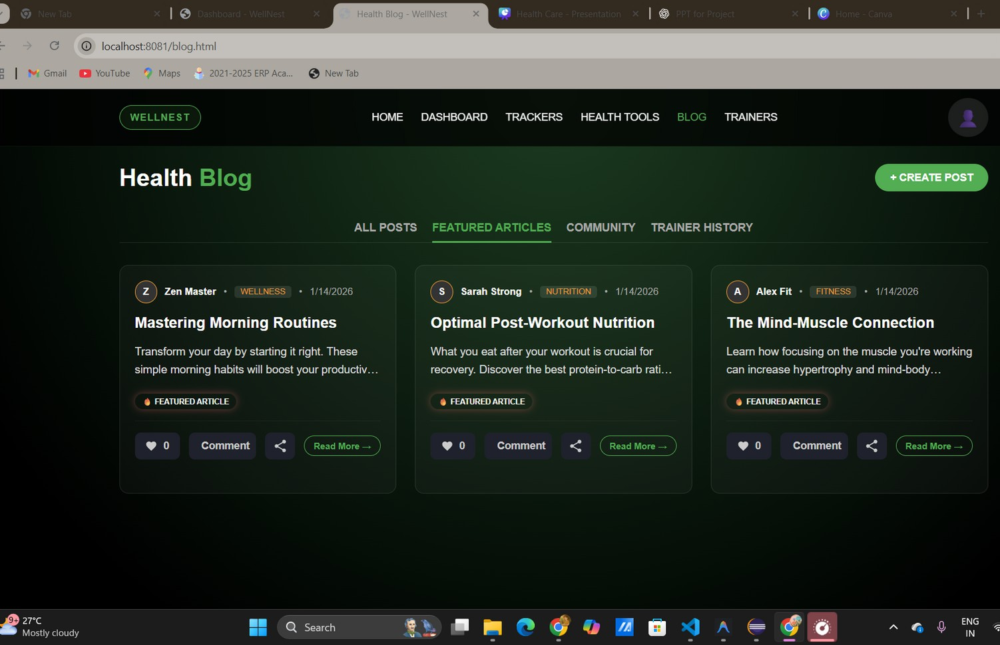 New Tab
Dashboard - WellNest
Health Blog - WellNest
Health Care - Presentation
PPT for Project
Home - Canva
localhost:8081/blog.html
Gmail
YouTube
Maps
2021-2025 ERP Aca...
New Tab
WELLNEST
HOME
DASHBOARD
TRACKERS
HEALTH TOOLS
BLOG
TRAINERS
Health Blog
+ CREATE POST
ALL POSTS
FEATURED ARTICLES
COMMUNITY
TRAINER HISTORY
Z Zen Master • WELLNESS • 1/14/2026
Mastering Morning Routines
Transform your day by starting it right. These
simple morning habits will boost your productiv…
🔥 FEATURED ARTICLE
0 Comment Read More →
S Sarah Strong • NUTRITION • 1/14/2026
Optimal Post-Workout Nutrition
What you eat after your workout is crucial for
recovery. Discover the best protein-to-carb rati…
🔥 FEATURED ARTICLE
0 Comment Read More →
A Alex Fit • FITNESS • 1/14/2026
The Mind-Muscle Connection
Learn how focusing on the muscle you're working
can increase hypertrophy and mind-body…
🔥 FEATURED ARTICLE
0 Comment Read More →
9+
27°C
Mostly cloudy
Search
ENG
IN